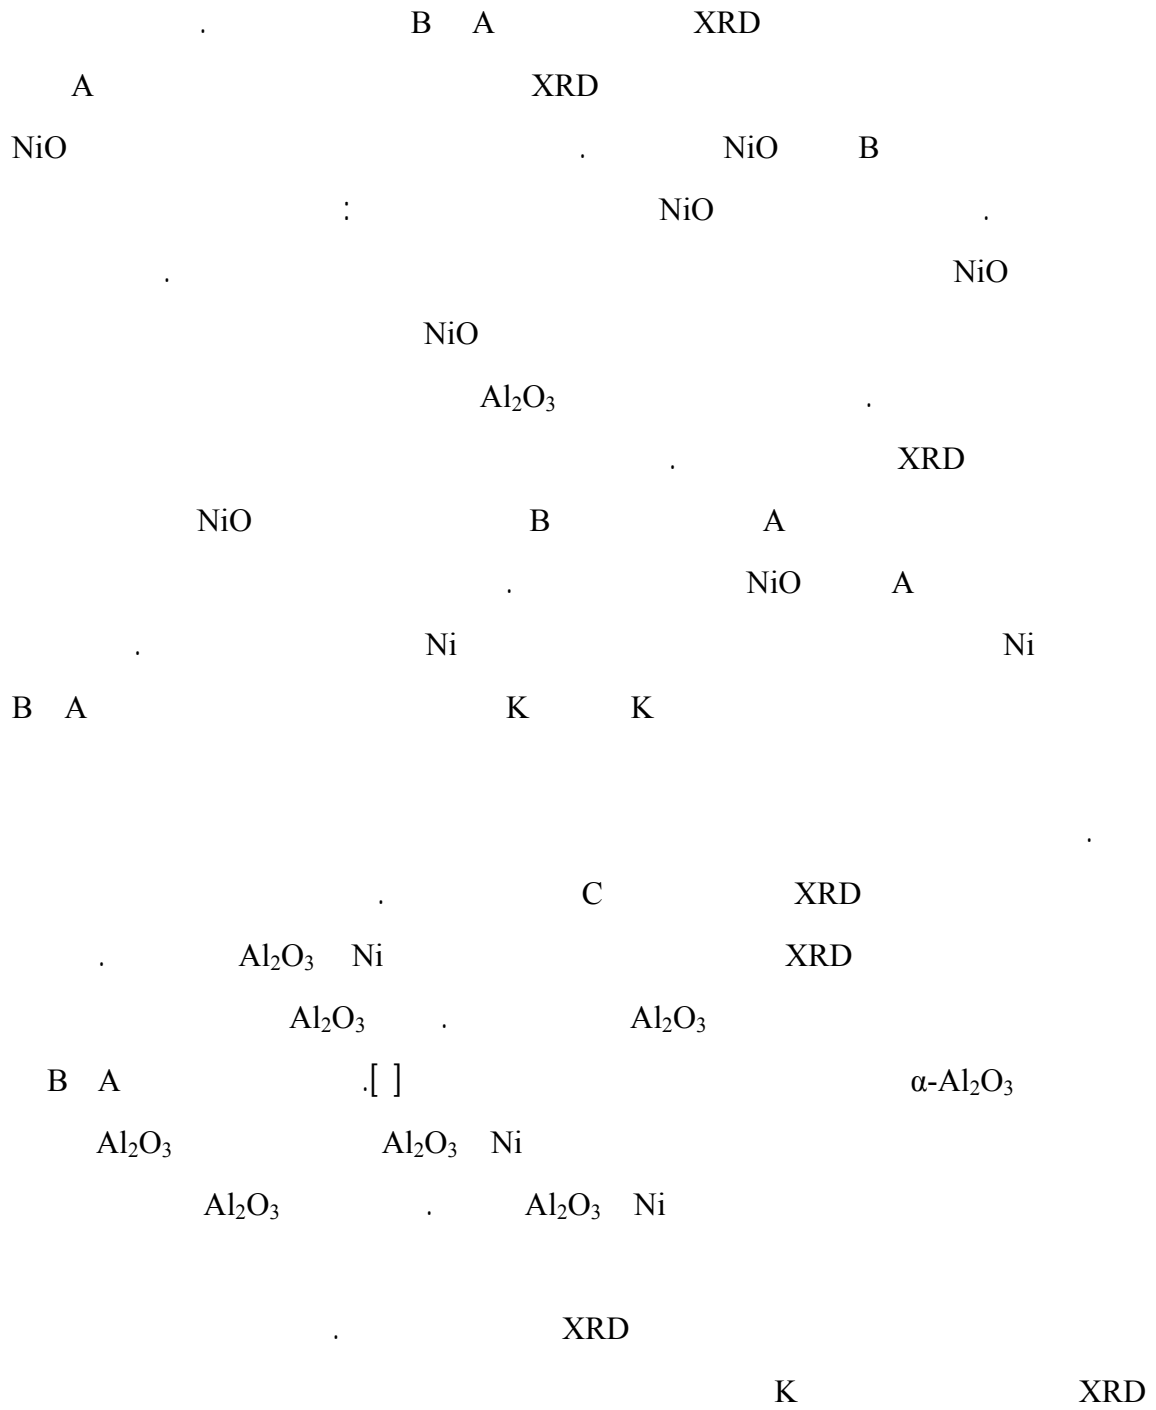 XRD A B .
XRD A
B NiO . NiO
. NiO :
NiO .
NiO
. Al₂O₃
XRD .
A B NiO
A NiO .
Ni Ni .
K K A B
.
XRD C .
XRD Ni Al₂O₃ .
Al₂O₃ . Al₂O₃
α-Al₂O₃ [ ]. A B
Ni Al₂O₃ Al₂O₃
Ni Al₂O₃ . Al₂O₃
XRD .
XRD K